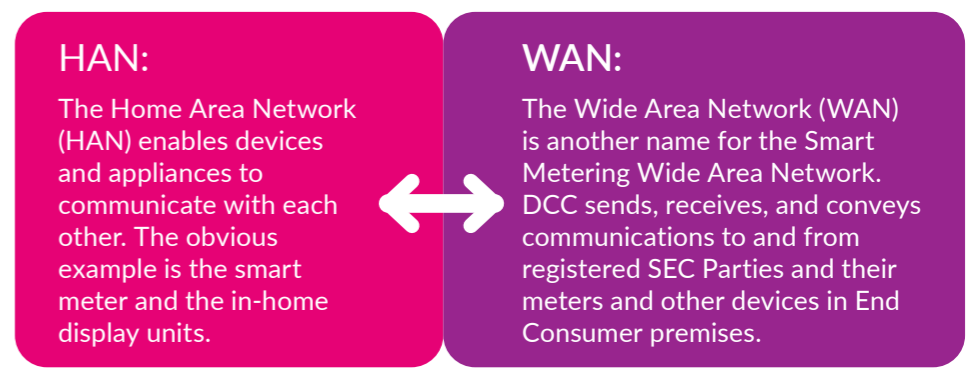 HAN:
The Home Area Network
(HAN) enables devices
and appliances to
communicate with each
other. The obvious
example is the smart
meter and the in-home
display units.
WAN:
The Wide Area Network (WAN)
is another name for the Smart
Metering Wide Area Network.
DCC sends, receives, and conveys
communications to and from
registered SEC Parties and their
meters and other devices in End
Consumer premises.